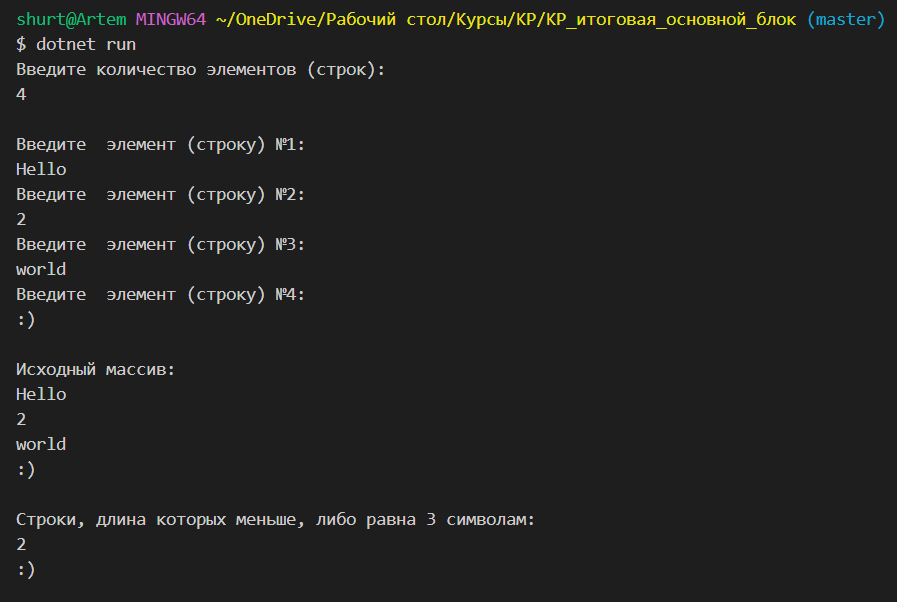 shurt@Artem MINGW64 ~/OneDrive/Рабочий стол/Курсы/КР/КР_итоговая_основной_блок (master)
$ dotnet run
Введите количество элементов (строк):
4
Введите  элемент (строку) №1:
Hello
Введите  элемент (строку) №2:
2
Введите  элемент (строку) №3:
world
Введите  элемент (строку) №4:
:)
Исходный массив:
Hello
2
world
:)
Строки, длина которых меньше, либо равна 3 символам:
2
:)